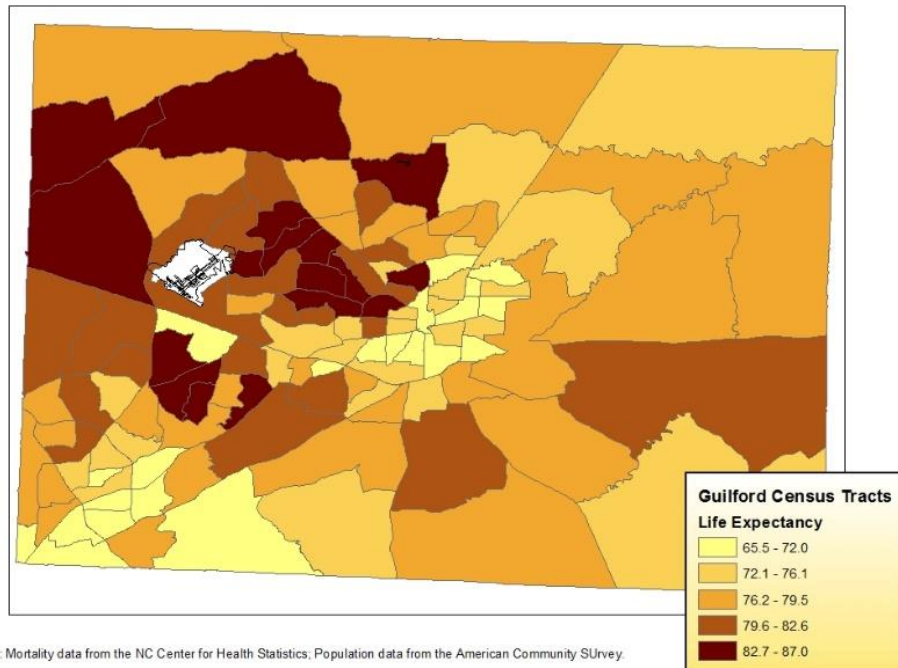 Guilford Census Tracts
Life Expectancy
65.5 - 72.0
72.1 - 76.1
76.2 - 79.5
79.6 - 82.6
82.7 - 87.0
: Mortality data from the NC Center for Health Statistics; Population data from the American Community SUrvey.